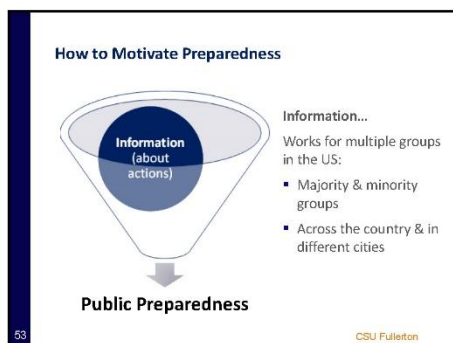 How to Motivate Preparedness
Information
(about
actions)
Public Preparedness
Information...
Works for multiple groups
in the US:
▪ Majority & minority
groups
▪ Across the country & in
different cities
53
CSU Fullerton